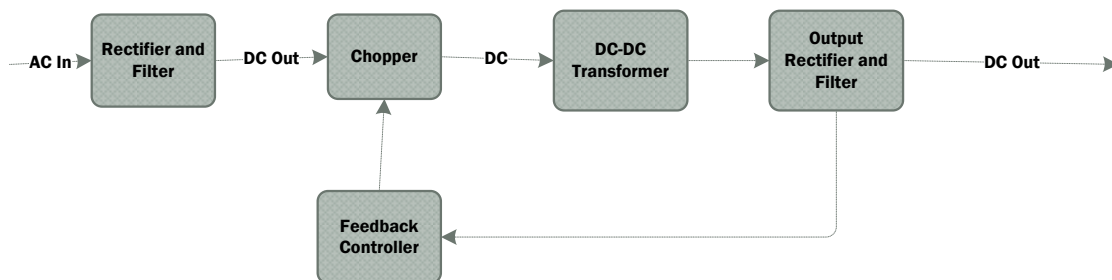 AC In
Rectifier and
Filter
DC Out
Chopper
DC
DC-DC
Transformer
Output
Rectifier and
Filter
DC Out
Feedback
Controller